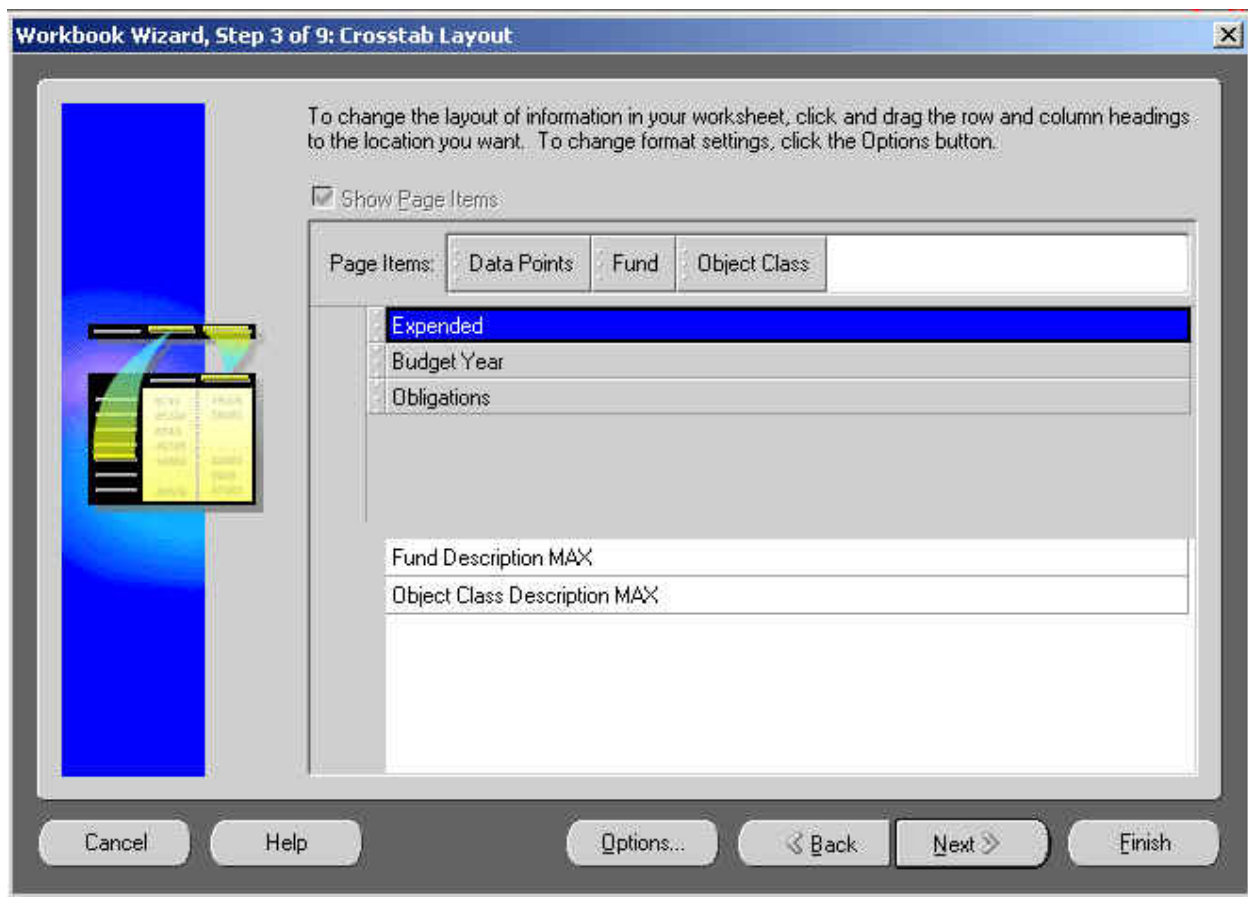 Workbook Wizard, Step 3 of 9: Crosstab Layout
To change the layout of information in your worksheet, click and drag the row and column headings
to the location you want. To change format settings, click the Options button.
Show Page Items
Page Items: Data Points Fund Object Class
Expended
Budget Year
Obligations
Fund Description MAX
Object Class Description MAX
Cancel Help Options... Back Next Finish